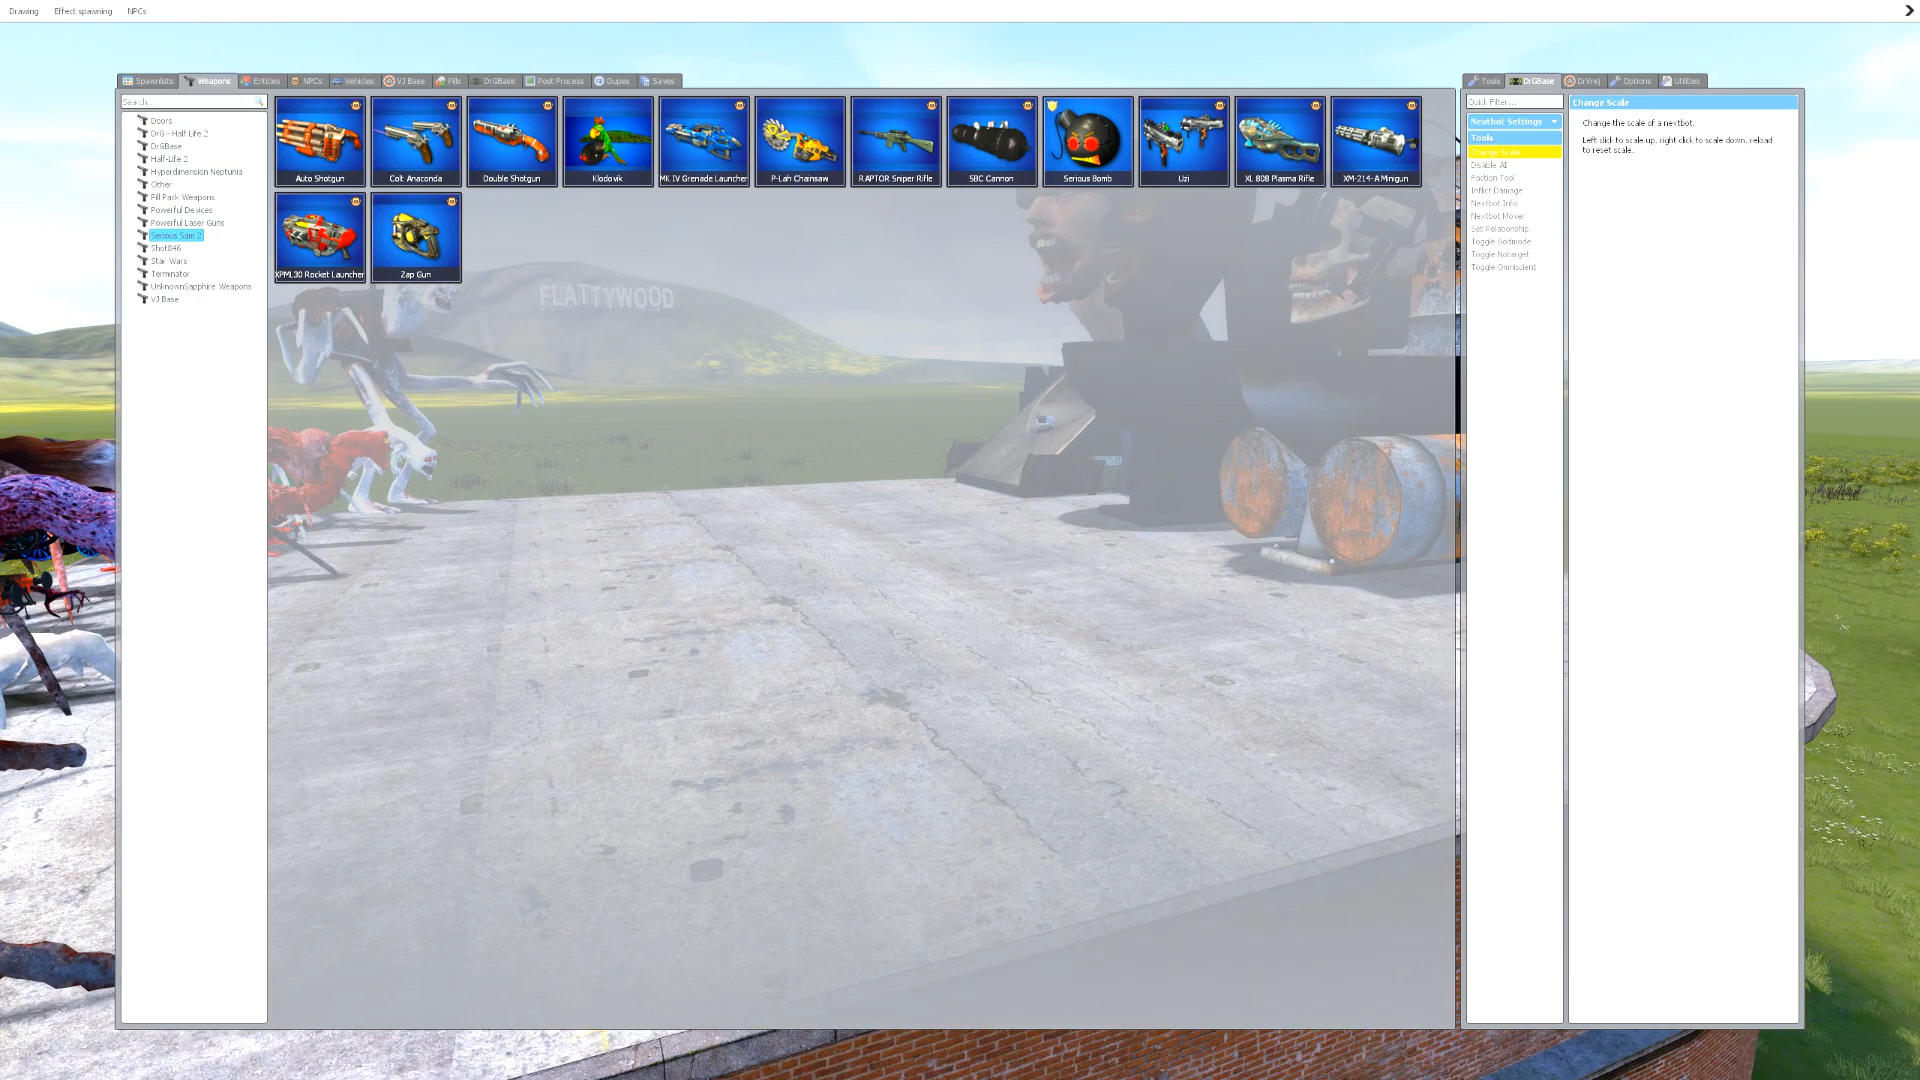 Drawing Effect spawning NPCs
Spawnlists Weapons Entities NPCs Vehicles VJ Base Pills DrGBase Post Process Dupes Saves
Search...
Doors
DrG - Half Life 2
DrGBase
Half-Life 2
Hyperdimension Neptunia
Other
Pill Pack Weapons
Powerful Devices
Powerful Laser Guns
Serious Sam 2
Shot846
Star Wars
Terminator
UnknownSapphire Weapons
VJ Base
Auto Shotgun
Colt Anaconda
Double Shotgun
Klodovik
MK IV Grenade Launcher
P-Lah Chainsaw
RAPTOR Sniper Rifle
SBC Cannon
Serious Bomb
Uzi
XL 808 Plasma Rifle
XM-214-A Minigun
XPML30 Rocket Launcher
Zap Gun
FLATTYWOOD
Tools DrGBase DrVrej Options Utilities
Quick Filter...
Nextbot Settings
Tools
Change Scale
Disable AI
Faction Tool
Inflict Damage
Nextbot Info
Nextbot Mover
Set Relationship
Toggle Godmode
Toggle Notarget
Toggle Omniscient
Change Scale
Change the scale of a nextbot.
Left click to scale up, right click to scale down, reload
to reset scale.